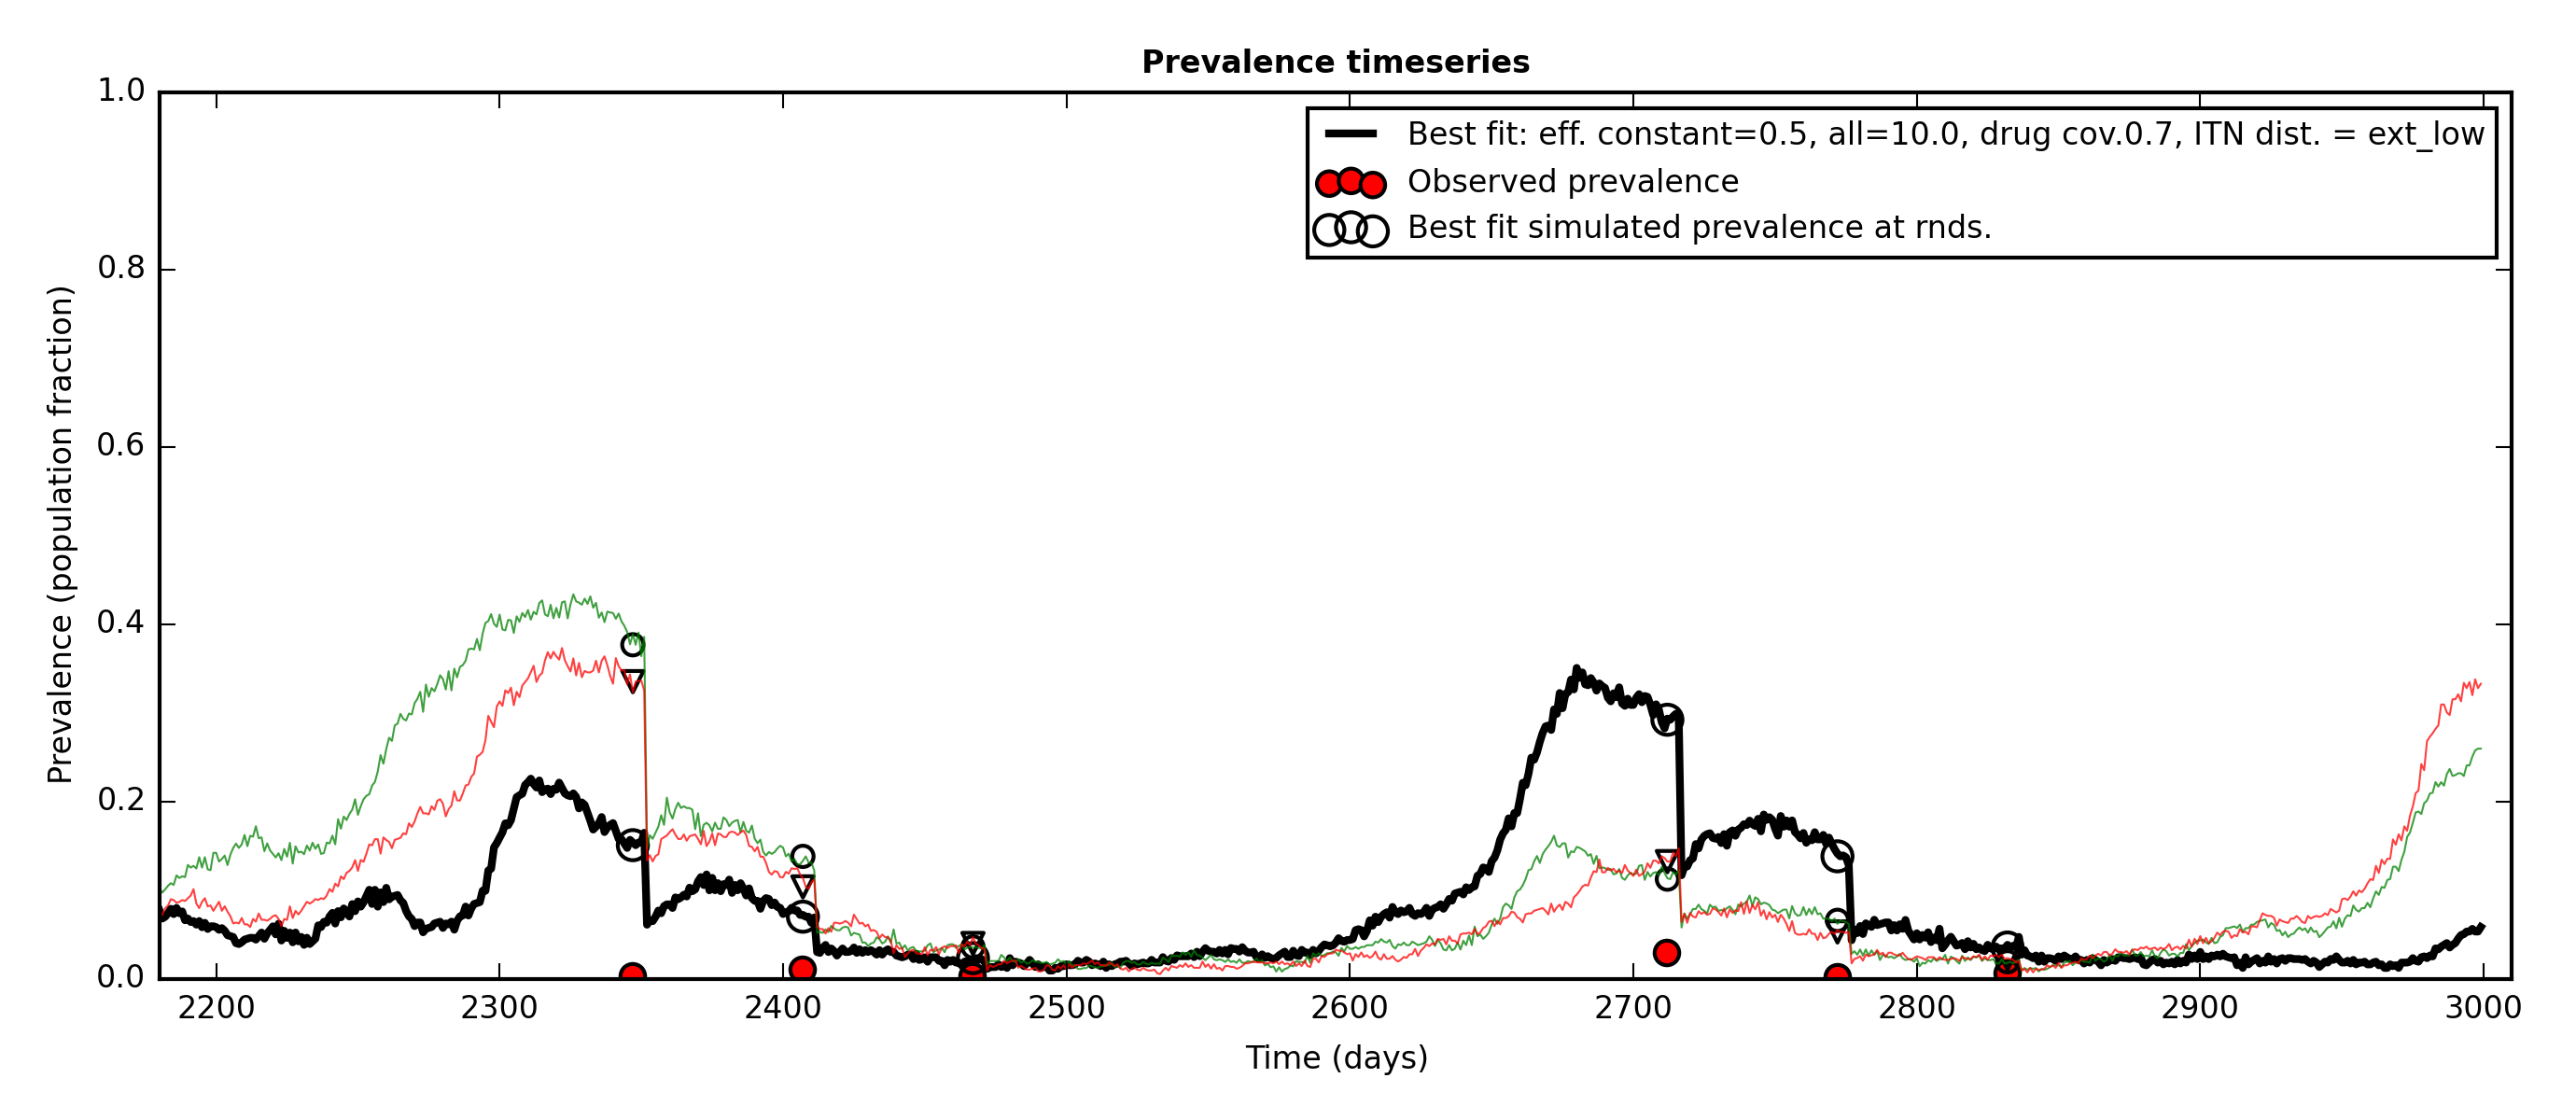 Prevalence timeseries
1.0
0.8
0.6
0.4
0.2
0.0
Prevalence (population fraction)
Best fit: eff. constant=0.5, all=10.0, drug cov.0.7, ITN dist. = ext_low
Observed prevalence
Best fit simulated prevalence at rnds.
2200 2300 2400 2500 2600 2700 2800 2900 3000
Time (days)